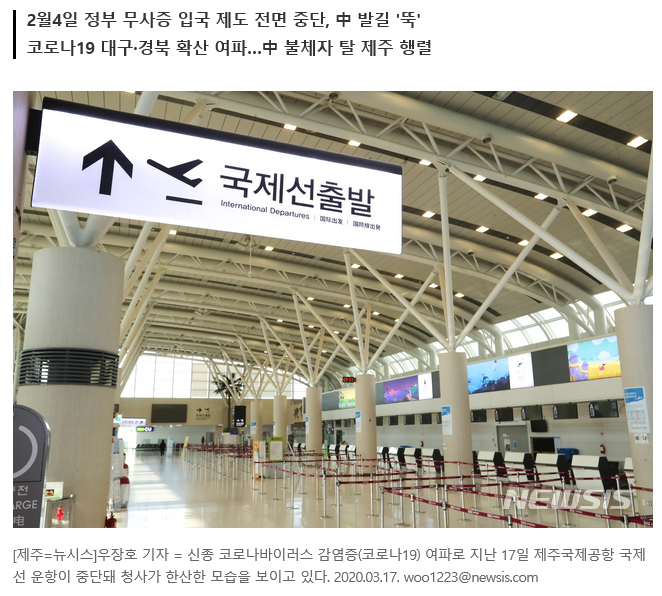 2월4일 정부 무사증 입국 제도 전면 중단, 中 발길 '뚝'
코로나19 대구·경북 확산 여파…中 불체자 탈 제주 행렬
국제선출발
International Departures | 国际出发 | 国際線出発
전
ARGE
电
NEWSIS
[제주=뉴시스]우장호 기자 = 신종 코로나바이러스 감염증(코로나19) 여파로 지난 17일 제주국제공항 국제
선 운항이 중단돼 청사가 한산한 모습을 보이고 있다. 2020.03.17. woo1223@newsis.com